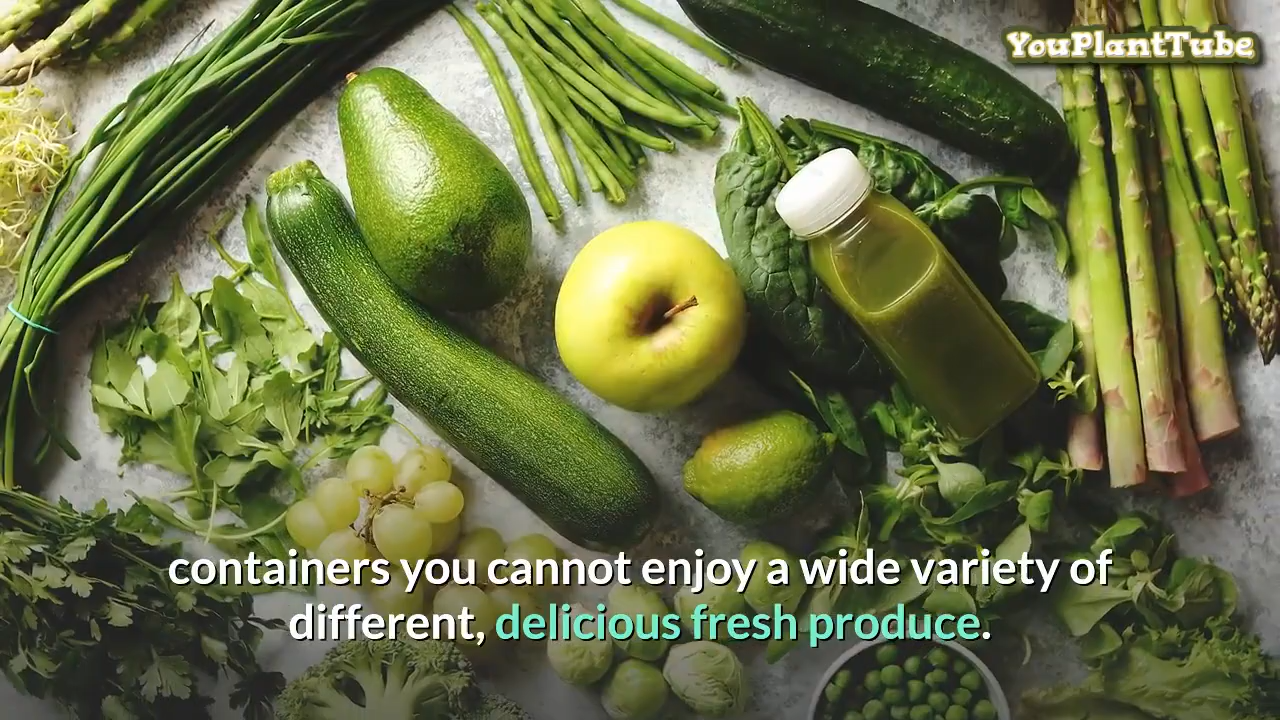 YouPlantTube
containers you cannot enjoy a wide variety of
different, delicious fresh produce.